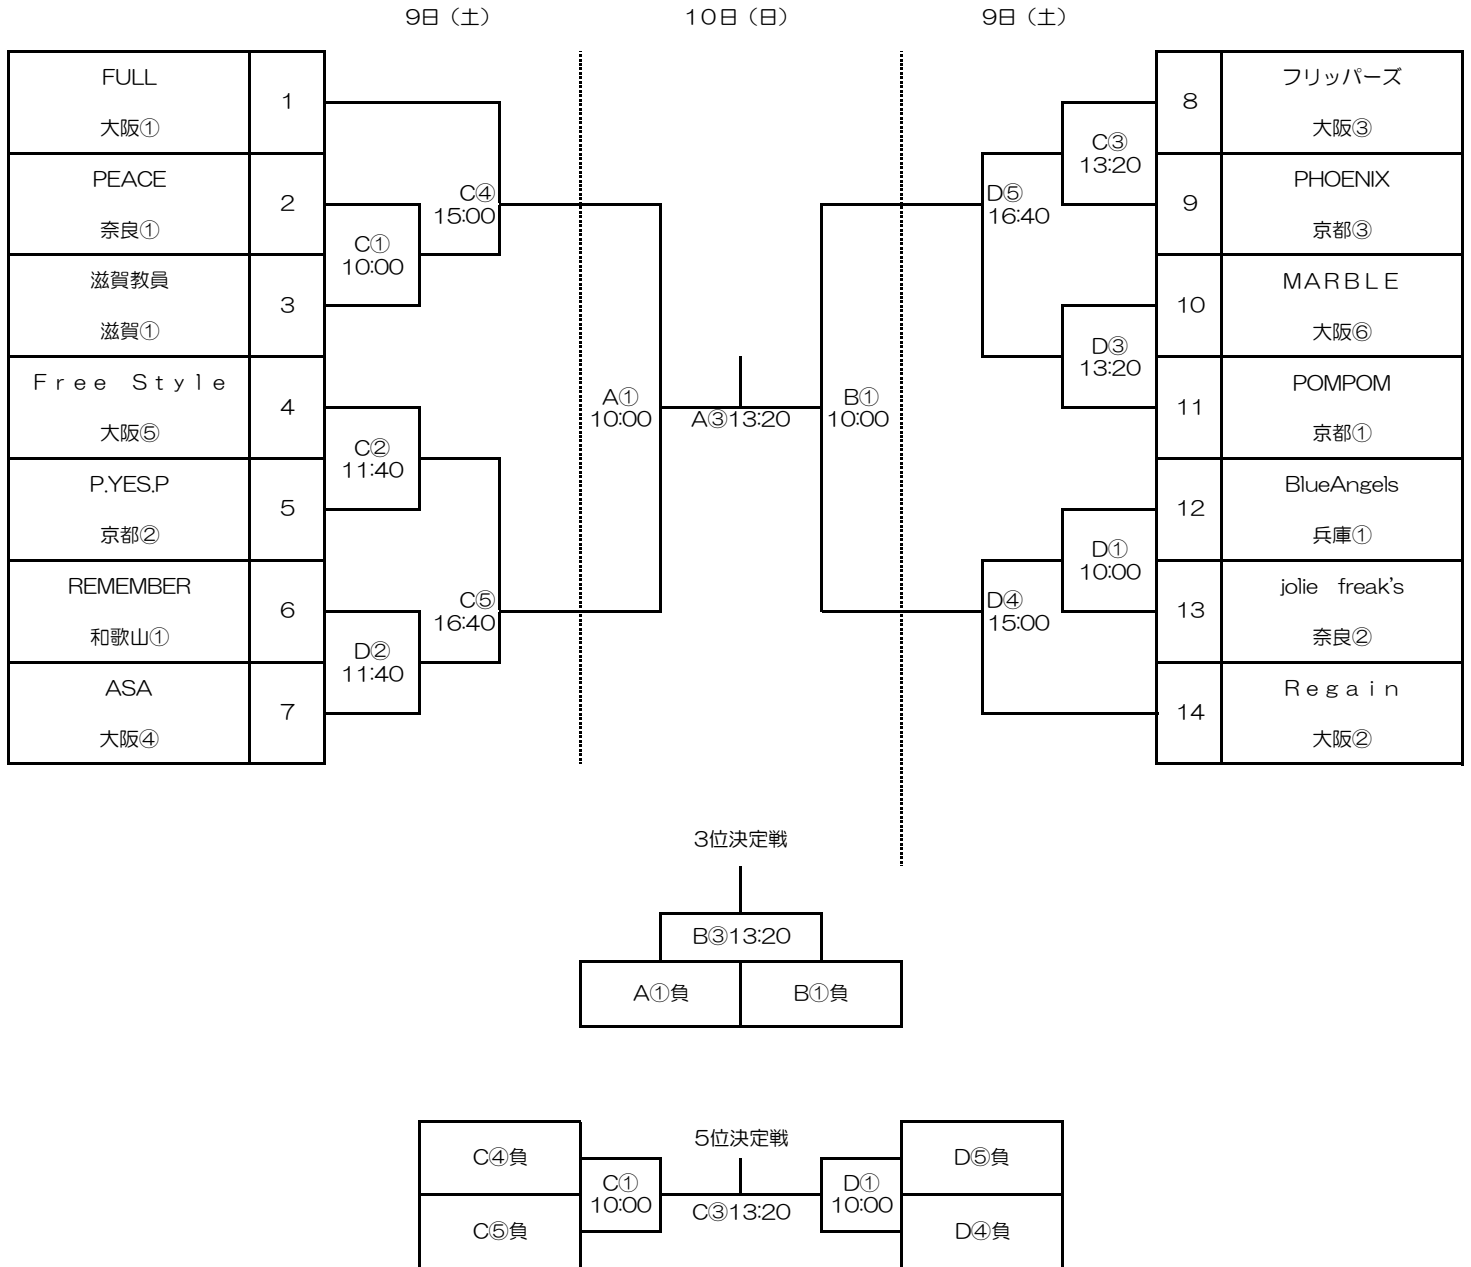 9日（土）
10日（日）
9日（土）
FULL
大阪①
1
PEACE
奈良①
2
滋賀教員
滋賀①
3
Ｆｒｅｅ　Ｓｔｙｌｅ
大阪⑤
4
P.YES.P
京都②
5
REMEMBER
和歌山①
6
ASA
大阪④
7
C①
10:00
C②
11:40
D②
11:40
C④
15:00
C⑤
16:40
A①
10:00
A③13:20
B①
10:00
D⑤
16:40
D④
15:00
C③
13:20
D③
13:20
D①
10:00
8
フリッパーズ
大阪③
9
PHOENIX
京都③
10
ＭＡＲＢＬＥ
大阪⑥
11
POMPOM
京都①
12
BlueAngels
兵庫①
13
jolie　freak's
奈良②
14
Ｒｅｇａｉｎ
大阪②
3位決定戦
B③13:20
A①負
B①負
5位決定戦
C④負
C⑤負
C①
10:00
C③13:20
D①
10:00
D⑤負
D④負